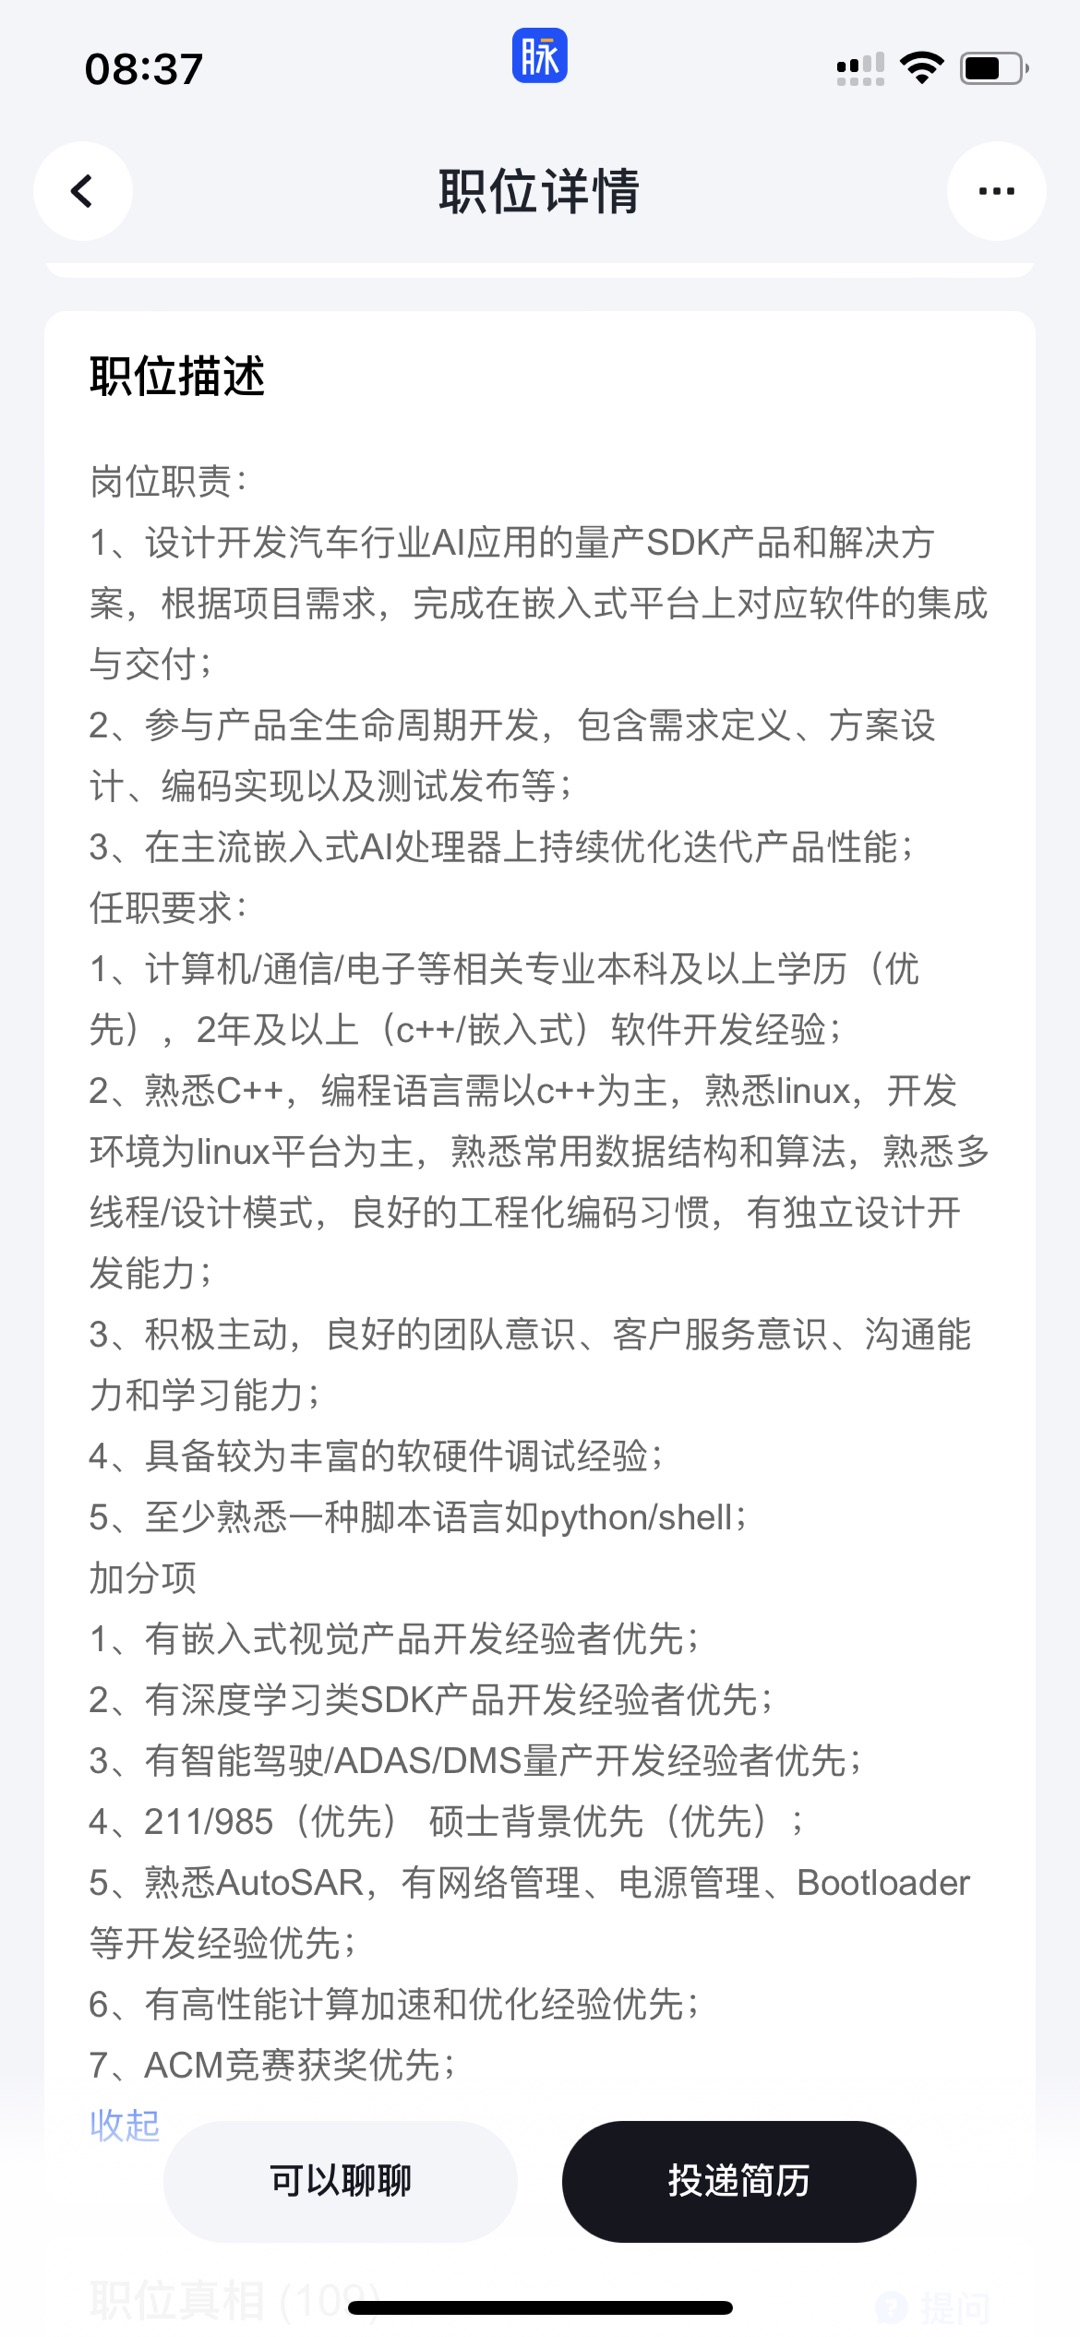 08:37
脉
职位详情
职位描述
岗位职责：
1、设计开发汽车行业AI应用的量产SDK产品和解决方
案，根据项目需求，完成在嵌入式平台上对应软件的集成
与交付；
2、参与产品全生命周期开发，包含需求定义、方案设
计、编码实现以及测试发布等；
3、在主流嵌入式AI处理器上持续优化迭代产品性能；
任职要求：
1、计算机/通信/电子等相关专业本科及以上学历（优
先），2年及以上（c++/嵌入式）软件开发经验；
2、熟悉C++，编程语言需以c++为主，熟悉linux，开发
环境为linux平台为主，熟悉常用数据结构和算法，熟悉多
线程/设计模式，良好的工程化编码习惯，有独立设计开
发能力；
3、积极主动，良好的团队意识、客户服务意识、沟通能
力和学习能力；
4、具备较为丰富的软硬件调试经验；
5、至少熟悉一种脚本语言如python/shell；
加分项
1、有嵌入式视觉产品开发经验者优先；
2、有深度学习类SDK产品开发经验者优先；
3、有智能驾驶/ADAS/DMS量产开发经验者优先；
4、211/985（优先） 硕士背景优先（优先）；
5、熟悉AutoSAR，有网络管理、电源管理、Bootloader
等开发经验优先；
6、有高性能计算加速和优化经验优先；
7、ACM竞赛获奖优先；
收起
可以聊聊
投递简历
职位真相 (109)
提问